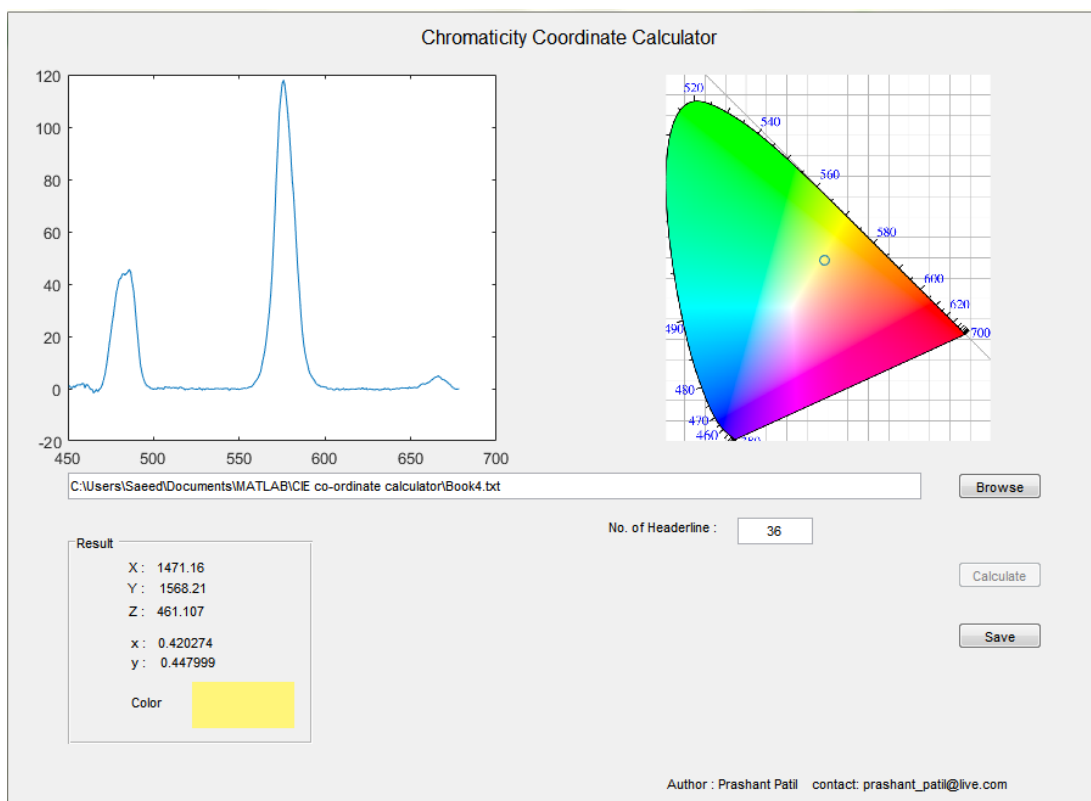 Chromaticity Coordinate Calculator
120
100
80
60
40
20
0
-20
450 500 550 600 650 700
520
540
560
580
600
620
700
490
480
470
460
C:\Users\Saeed\Documents\MATLAB\CIE co-ordinate calculator\Book4.txt
Browse
No. of Headerline : 36
Calculate
Save
Result
X : 1471.16
Y : 1568.21
Z : 461.107
x : 0.420274
y : 0.447999
Color
Author : Prashant Patil contact: prashant_patil@live.com